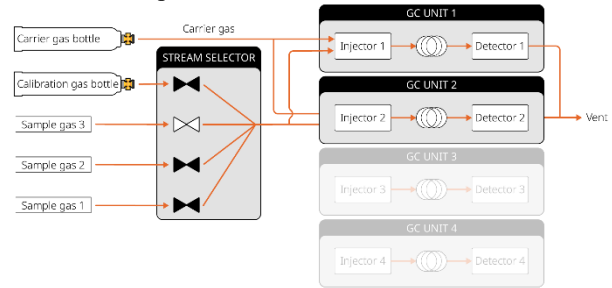 GC UNIT 1
Carrier gas
Carrier gas bottle
Injector 1
Detector 1
STREAM SELECTOR
Calibration gas bottle
GC UNIT 2
Sample gas 3
Injector 2
Detector 2
Vent
GC UNIT 3
Sample gas 2
Injector 3
Detector 3
Sample gas 1
GC UNIT 4
Injector 4
Detector 4